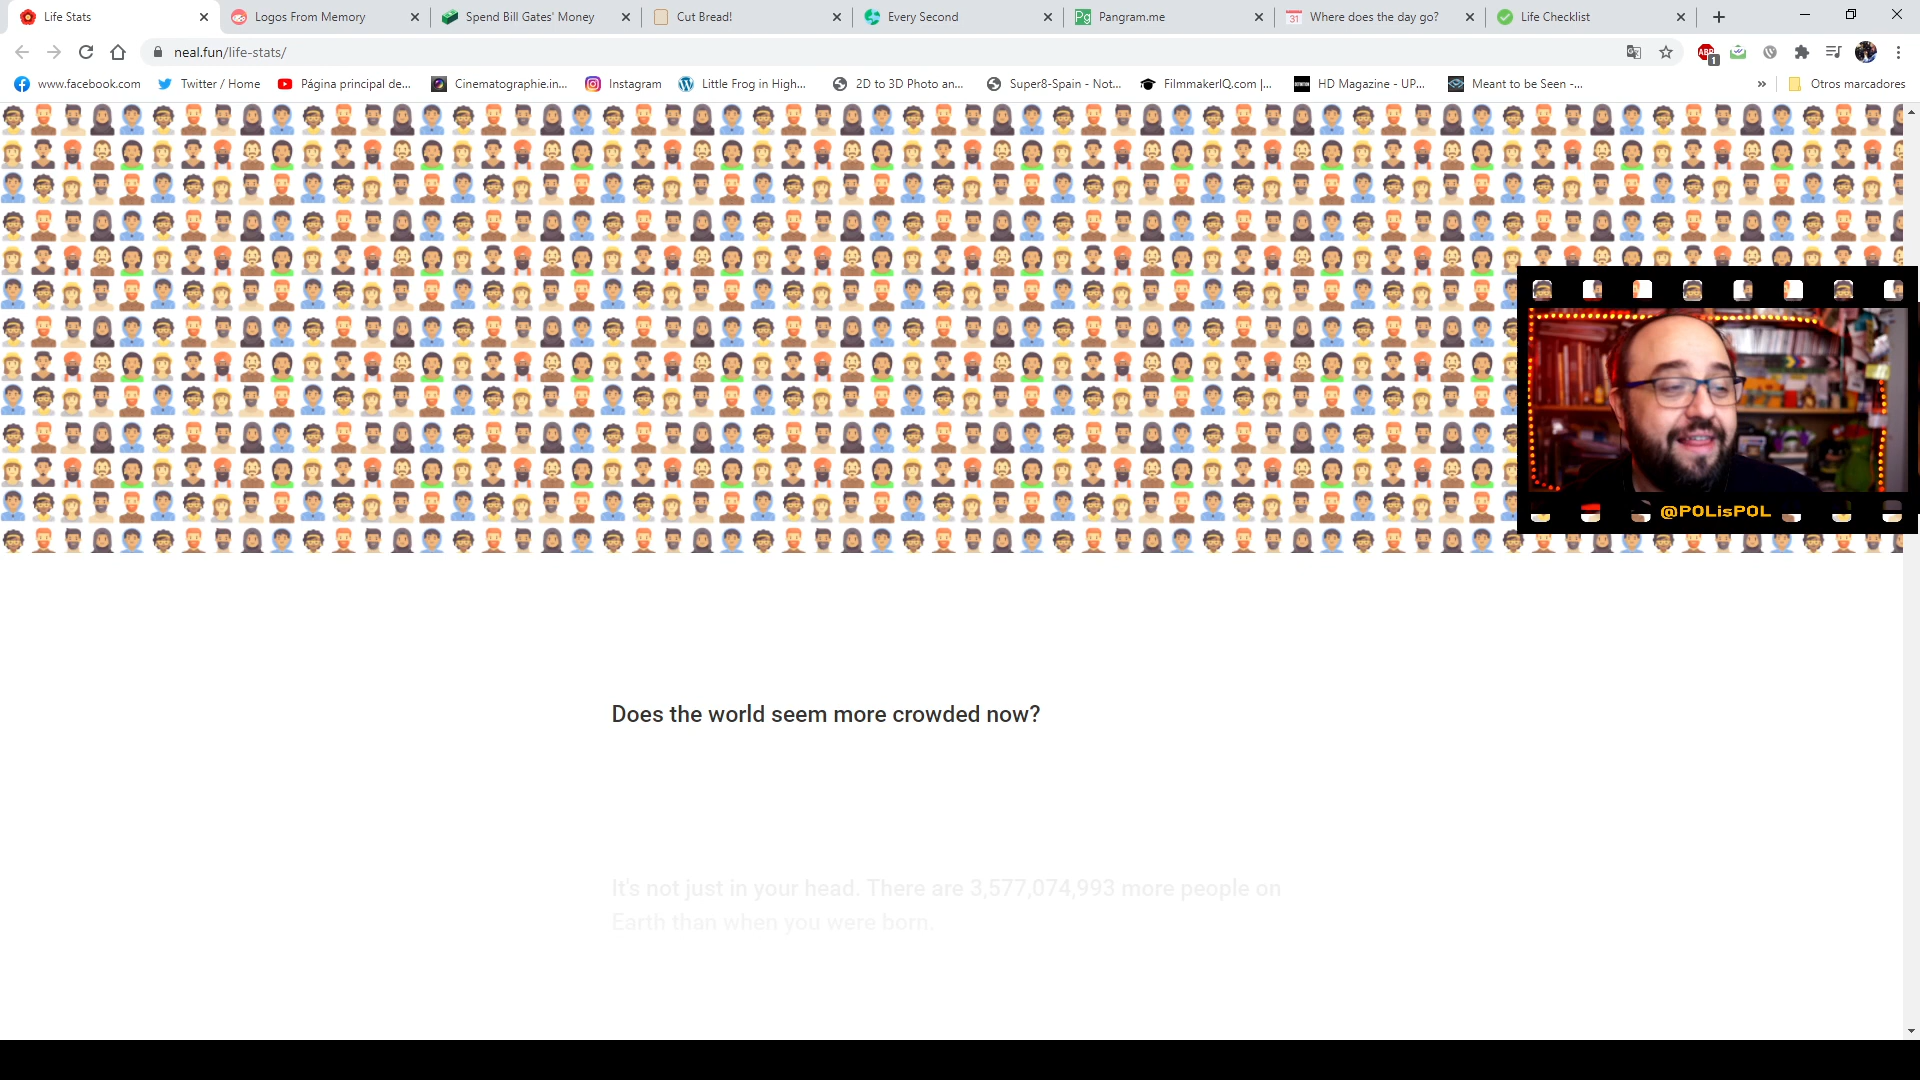 Life Stats
Logos From Memory
Spend Bill Gates' Money
Cut Bread!
Every Second
Pangram.me
Where does the day go?
Life Checklist
neal.fun/life-stats/
www.facebook.com
Twitter / Home
Página principal de...
Cinematographie.in...
Instagram
Little Frog in High...
2D to 3D Photo an...
Super8-Spain - Not...
FilmmakerIQ.com |...
HD Magazine - UP...
Meant to be Seen -...
»
Otros marcadores
@POLisPOL
Does the world seem more crowded now?
It's not just in your head. There are 3,577,074,993 more people on
Earth than when you were born.